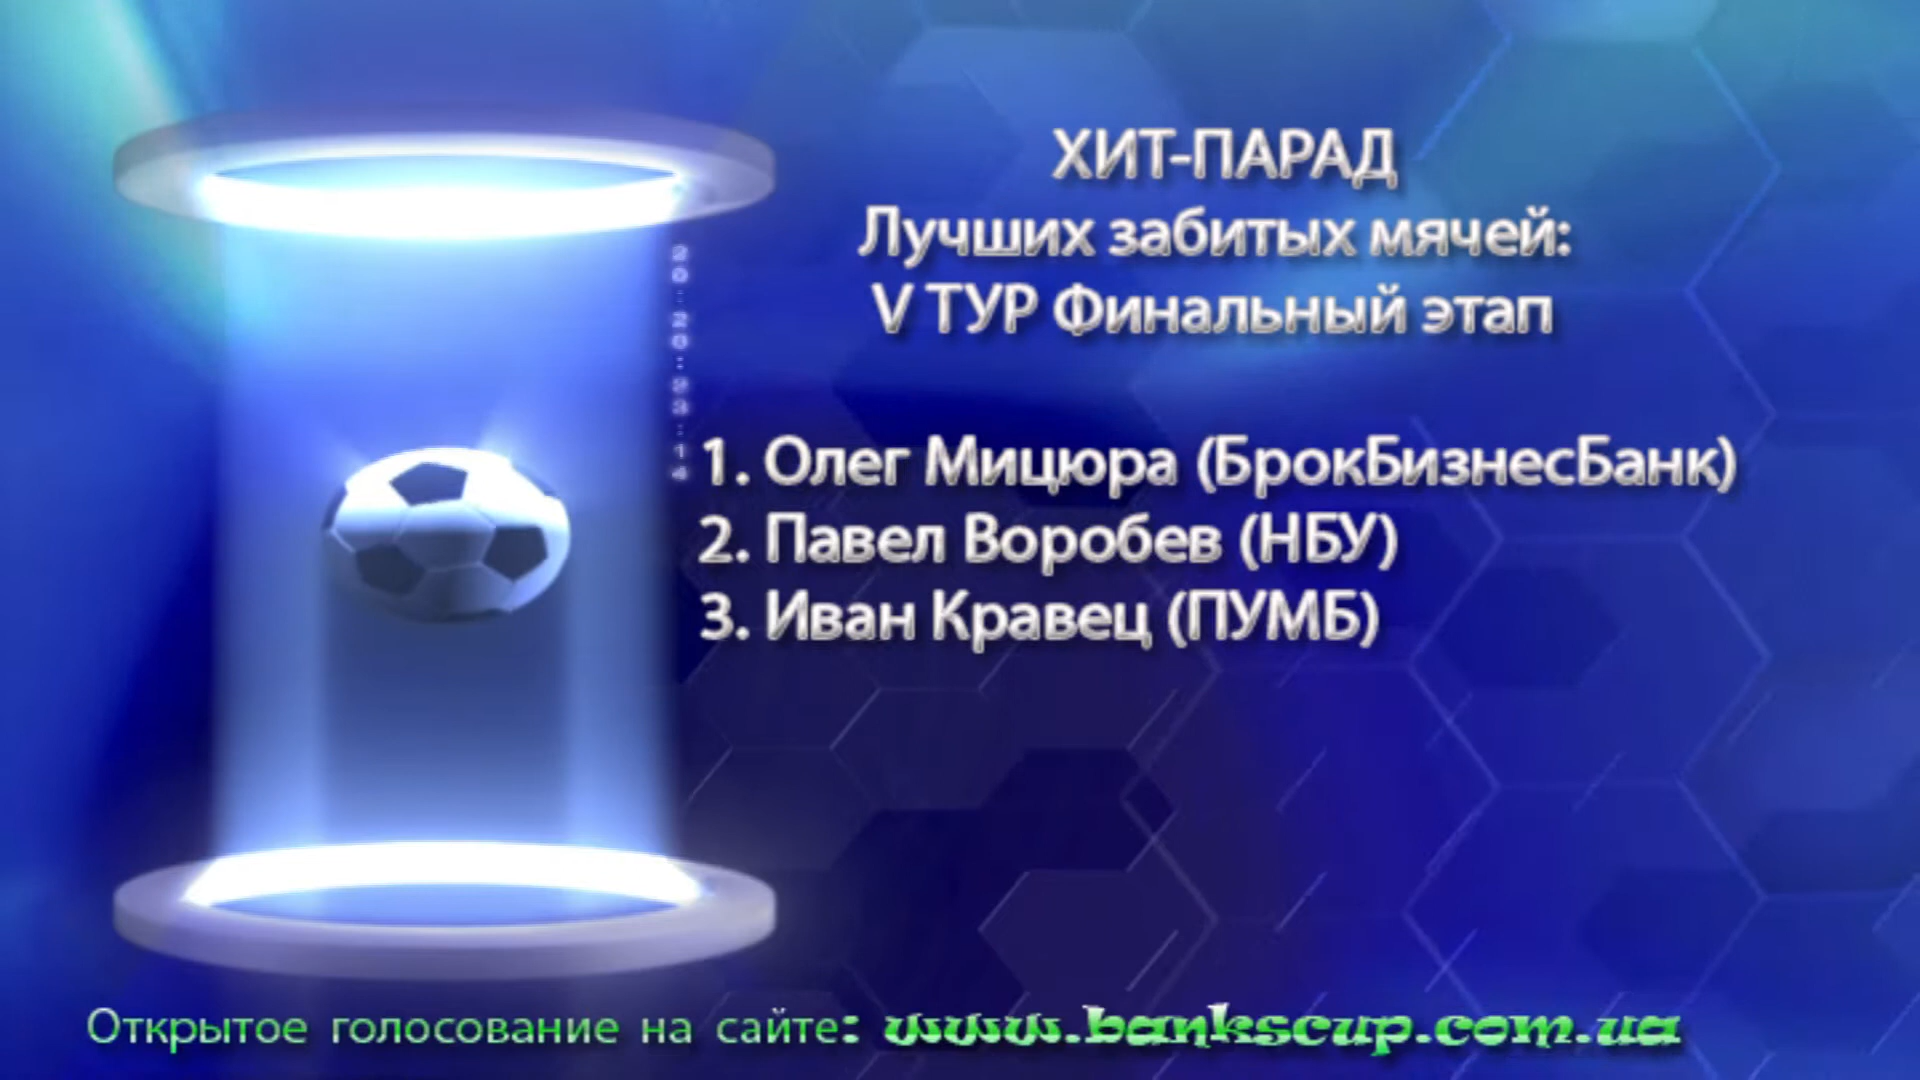 ХИТ-ПАРАД
Лучших забитых мячей:
V ТУР Финальный этап
1. Олег Мицюра (БрокБизнесБанк)
2. Павел Воробев (НБУ)
3. Иван Кравец (ПУМБ)
Открытое голосование на сайте: www.bankscup.com.ua